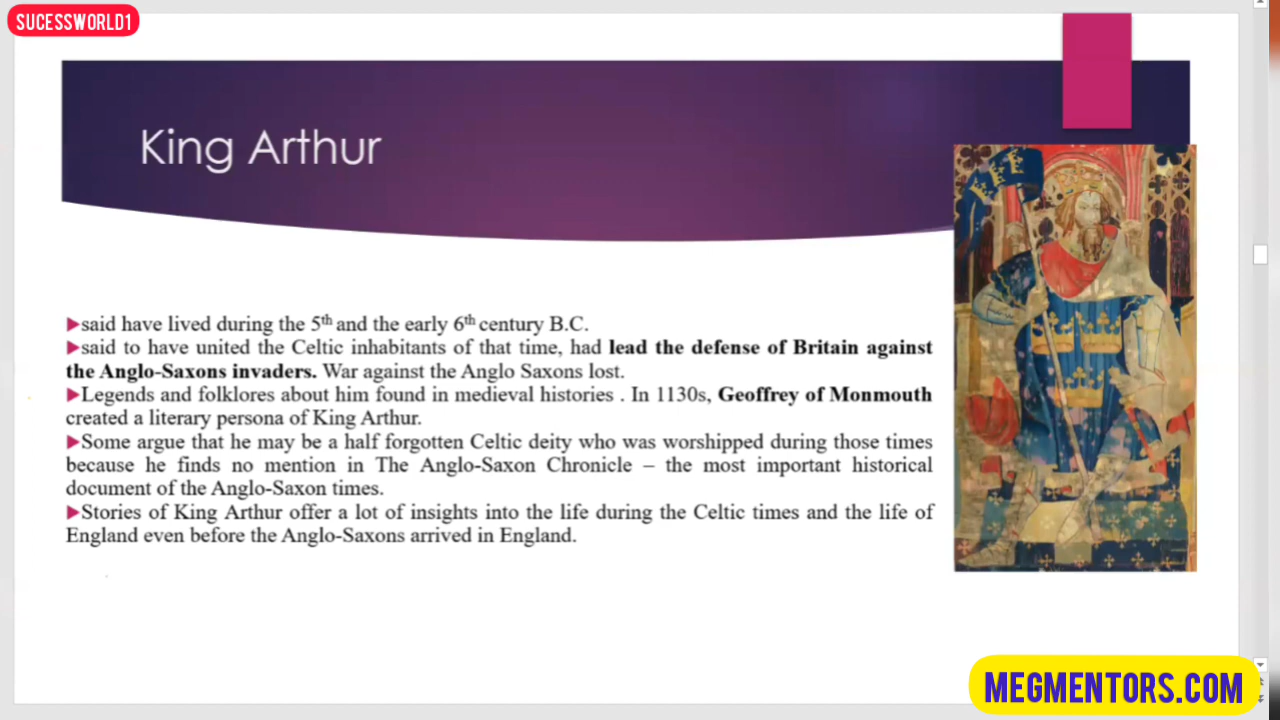 SUCESSWORLD1
King Arthur
▶said have lived during the 5th and the early 6th century B.C.
▶said to have united the Celtic inhabitants of that time, had lead the defense of Britain against
the Anglo-Saxons invaders. War against the Anglo Saxons lost.
▶Legends and folklores about him found in medieval histories . In 1130s, Geoffrey of Monmouth
created a literary persona of King Arthur.
▶Some argue that he may be a half forgotten Celtic deity who was worshipped during those times
because he finds no mention in The Anglo-Saxon Chronicle – the most important historical
document of the Anglo-Saxon times.
▶Stories of King Arthur offer a lot of insights into the life during the Celtic times and the life of
England even before the Anglo-Saxons arrived in England.
MEGMENTORS.COM